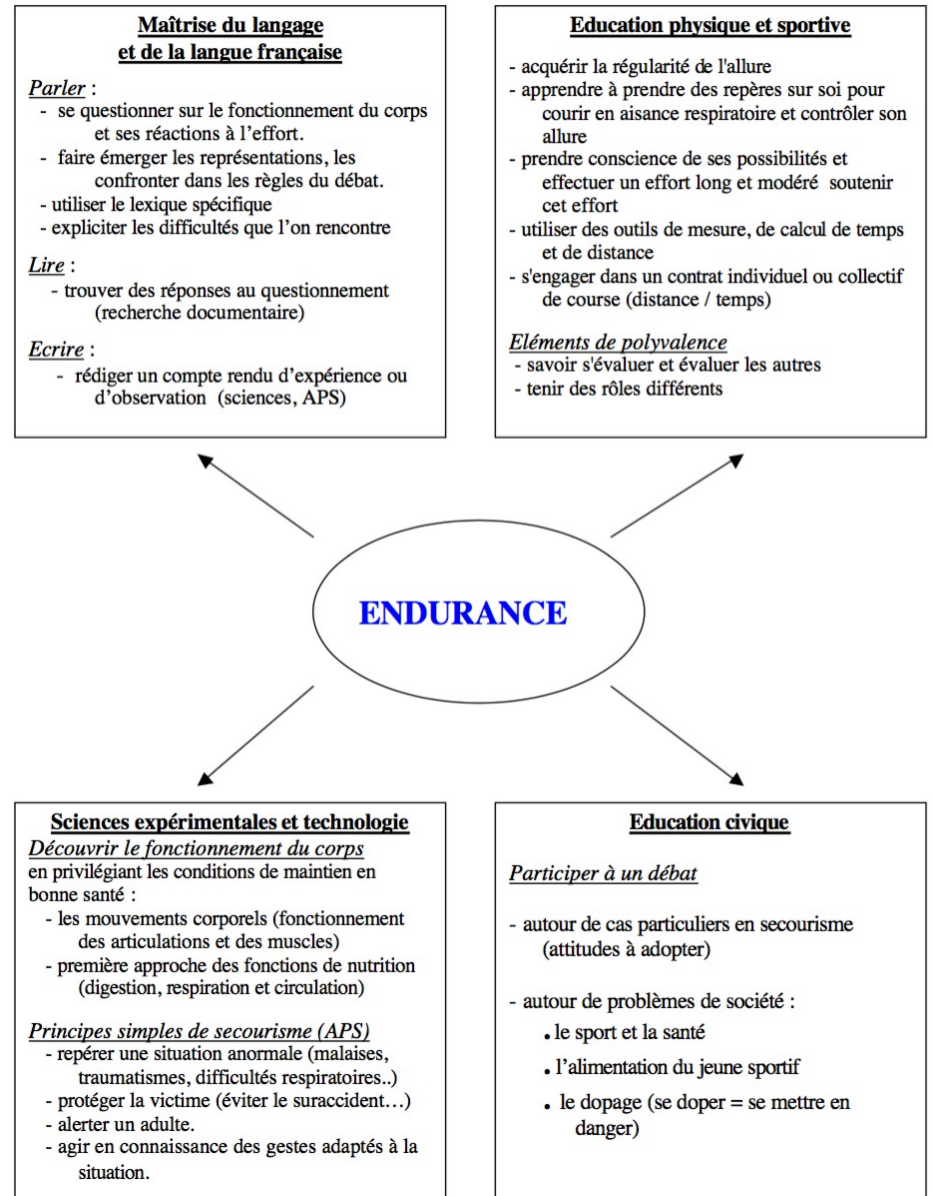 Maîtrise du langage
et de la langue française
Parler :
- se questionner sur le fonctionnement du corps
et ses réactions à l'effort.
- faire émerger les représentations, les
confronter dans les règles du débat.
- utiliser le lexique spécifique
- expliciter les difficultés que l'on rencontre
Lire :
- trouver des réponses au questionnement
(recherche documentaire)
Ecrire :
- rédiger un compte rendu d'expérience ou
d'observation (sciences, APS)
Education physique et sportive
- acquérir la régularité de l'allure
- apprendre à prendre des repères sur soi pour
courir en aisance respiratoire et contrôler son
allure
- prendre conscience de ses possibilités et
effectuer un effort long et modéré soutenir
cet effort
- utiliser des outils de mesure, de calcul de temps
et de distance
- s'engager dans un contrat individuel ou collectif
de course (distance / temps)
Eléments de polyvalence
- savoir s'évaluer et évaluer les autres
- tenir des rôles différents
ENDURANCE
Sciences expérimentales et technologie
Découvrir le fonctionnement du corps
en privilégiant les conditions de maintien en
bonne santé :
- les mouvements corporels (fonctionnement
des articulations et des muscles)
- première approche des fonctions de nutrition
(digestion, respiration et circulation)
Principes simples de secourisme (APS)
- repérer une situation anormale (malaises,
traumatismes, difficultés respiratoires..)
- protéger la victime (éviter le suraccident…)
- alerter un adulte.
- agir en connaissance des gestes adaptés à la
situation.
Education civique
Participer à un débat
- autour de cas particuliers en secourisme
(attitudes à adopter)
- autour de problèmes de société :
• le sport et la santé
• l'alimentation du jeune sportif
• le dopage (se doper = se mettre en
danger)